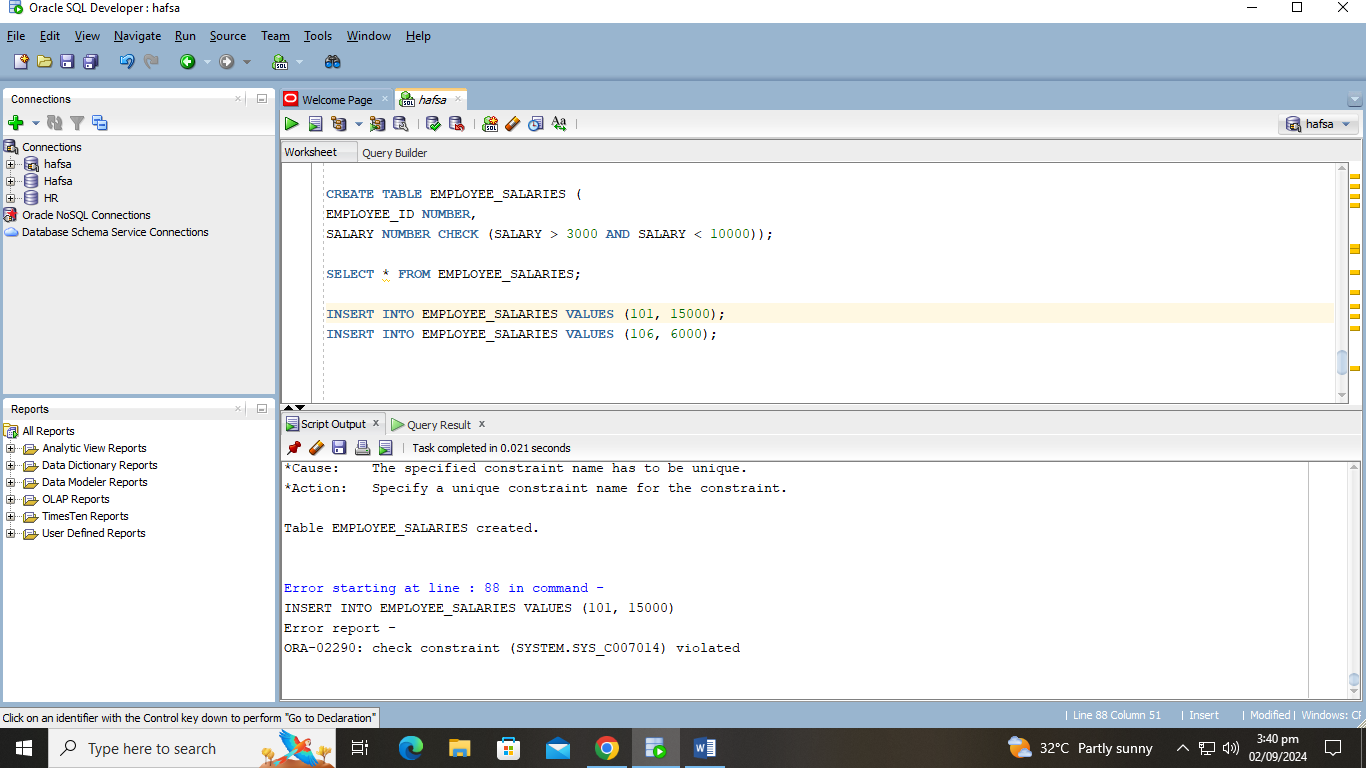 Oracle SQL Developer : hafsa
File Edit View Navigate Run Source Team Tools Window Help
Connections
Connections
hafsa
Hafsa
HR
Oracle NoSQL Connections
Database Schema Service Connections
Reports
All Reports
Analytic View Reports
Data Dictionary Reports
Data Modeler Reports
OLAP Reports
TimesTen Reports
User Defined Reports
Welcome Page hafsa
hafsa
Worksheet Query Builder
CREATE TABLE EMPLOYEE_SALARIES (
EMPLOYEE_ID NUMBER,
SALARY NUMBER CHECK (SALARY > 3000 AND SALARY < 10000));
SELECT * FROM EMPLOYEE_SALARIES;
INSERT INTO EMPLOYEE_SALARIES VALUES (101, 15000);
INSERT INTO EMPLOYEE_SALARIES VALUES (106, 6000);
Script Output Query Result
Task completed in 0.021 seconds
*Cause: The specified constraint name has to be unique.
*Action: Specify a unique constraint name for the constraint.
Table EMPLOYEE_SALARIES created.
Error starting at line : 88 in command -
INSERT INTO EMPLOYEE_SALARIES VALUES (101, 15000)
Error report -
ORA-02290: check constraint (SYSTEM.SYS_C007014) violated
Click on an identifier with the Control key down to perform "Go to Declaration"
Line 88 Column 51 Insert Modified Windows: CF
Type here to search
32°C Partly sunny
3:40 pm
02/09/2024